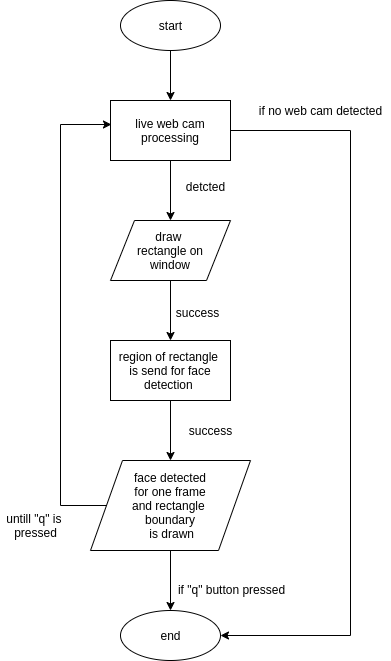 start
if no web cam detected
live web cam
processing
detcted
draw
rectangle on
window
success
region of rectangle
is send for face
detection
success
face detected
for one frame
and rectangle
boundary
is drawn
untill "q" is
pressed
if "q" button pressed
end